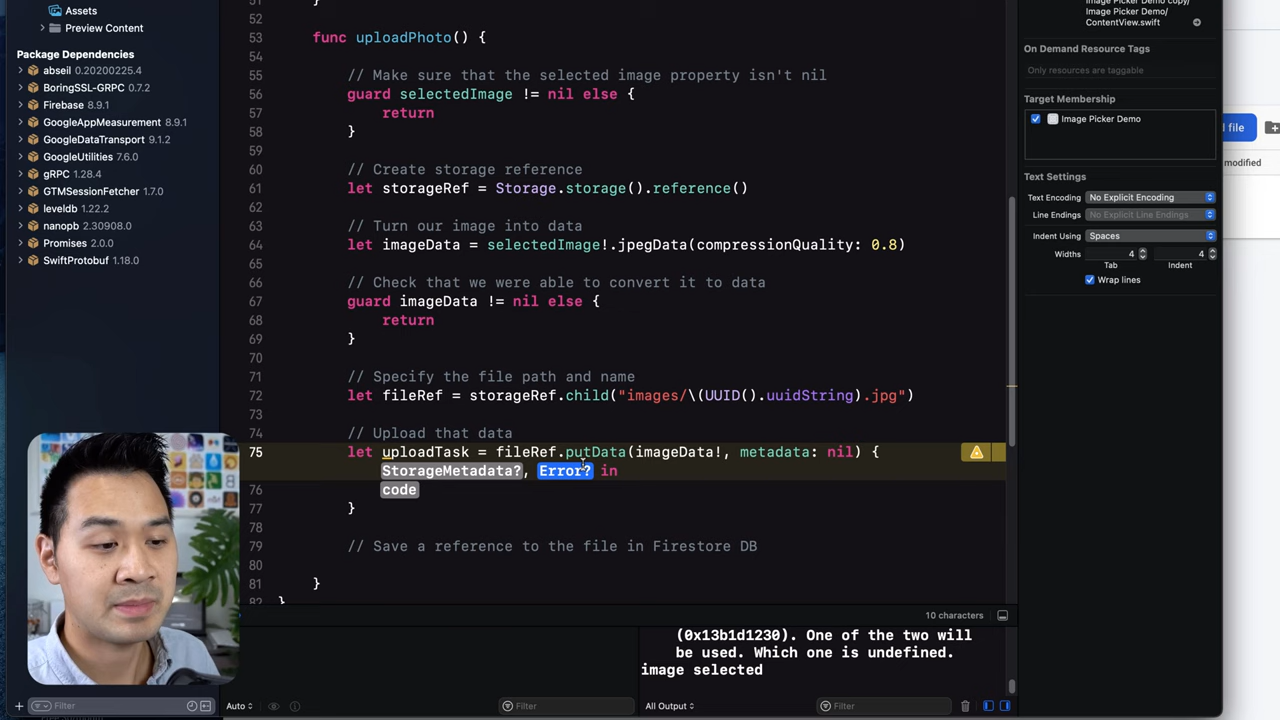 Assets
Preview Content
Package Dependencies
abseil 0.20200225.4
BoringSSL-GRPC 0.7.2
Firebase 8.9.1
GoogleAppMeasurement 8.9.1
GoogleDataTransport 9.1.2
GoogleUtilities 7.6.0
gRPC 1.28.4
GTMSessionFetcher 1.7.0
leveldb 1.22.2
nanopb 2.30908.0
Promises 2.0.0
SwiftProtobuf 1.18.0
Filter
52
53 func uploadPhoto() {
54
55 // Make sure that the selected image property isn't nil
56 guard selectedImage != nil else {
57 return
58 }
59
60 // Create storage reference
61 let storageRef = Storage.storage().reference()
62
63 // Turn our image into data
64 let imageData = selectedImage!.jpegData(compressionQuality: 0.8)
65
66 // Check that we were able to convert it to data
67 guard imageData != nil else {
68 return
69 }
70
71 // Specify the file path and name
72 let fileRef = storageRef.child("images/\(UUID().uuidString).jpg")
73
74 // Upload that data
75 let uploadTask = fileRef.putData(imageData!, metadata: nil) {
StorageMetadata?, Error? in
76 code
77 }
78
79 // Save a reference to the file in Firestore DB
80
81 }
82 }
10 characters
(0x13b1d1230). One of the two will
be used. Which one is undefined.
image selected
Auto
Filter
All Output
Filter
Image Picker Demo/
ContentView.swift
On Demand Resource Tags
Only resources are taggable
Target Membership
Image Picker Demo
Text Settings
Text Encoding No Explicit Encoding
Line Endings No Explicit Line Endings
Indent Using Spaces
Widths 4 4
Tab Indent
Wrap lines
file
modified